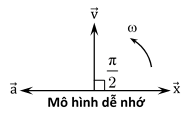 v⃗
ω
π/2
a⃗ x⃗
Mô hình dễ nhớ